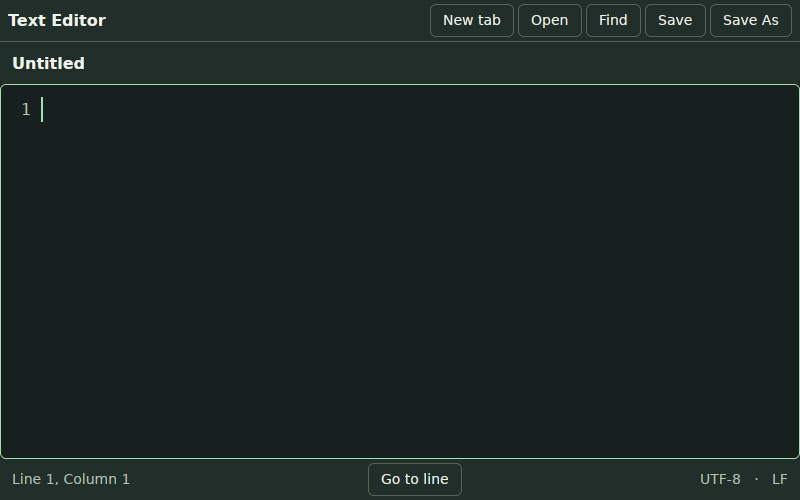 Text Editor
New tab
Open
Find
Save
Save As
Untitled
1
Line 1, Column 1
Go to line
UTF-8 · LF